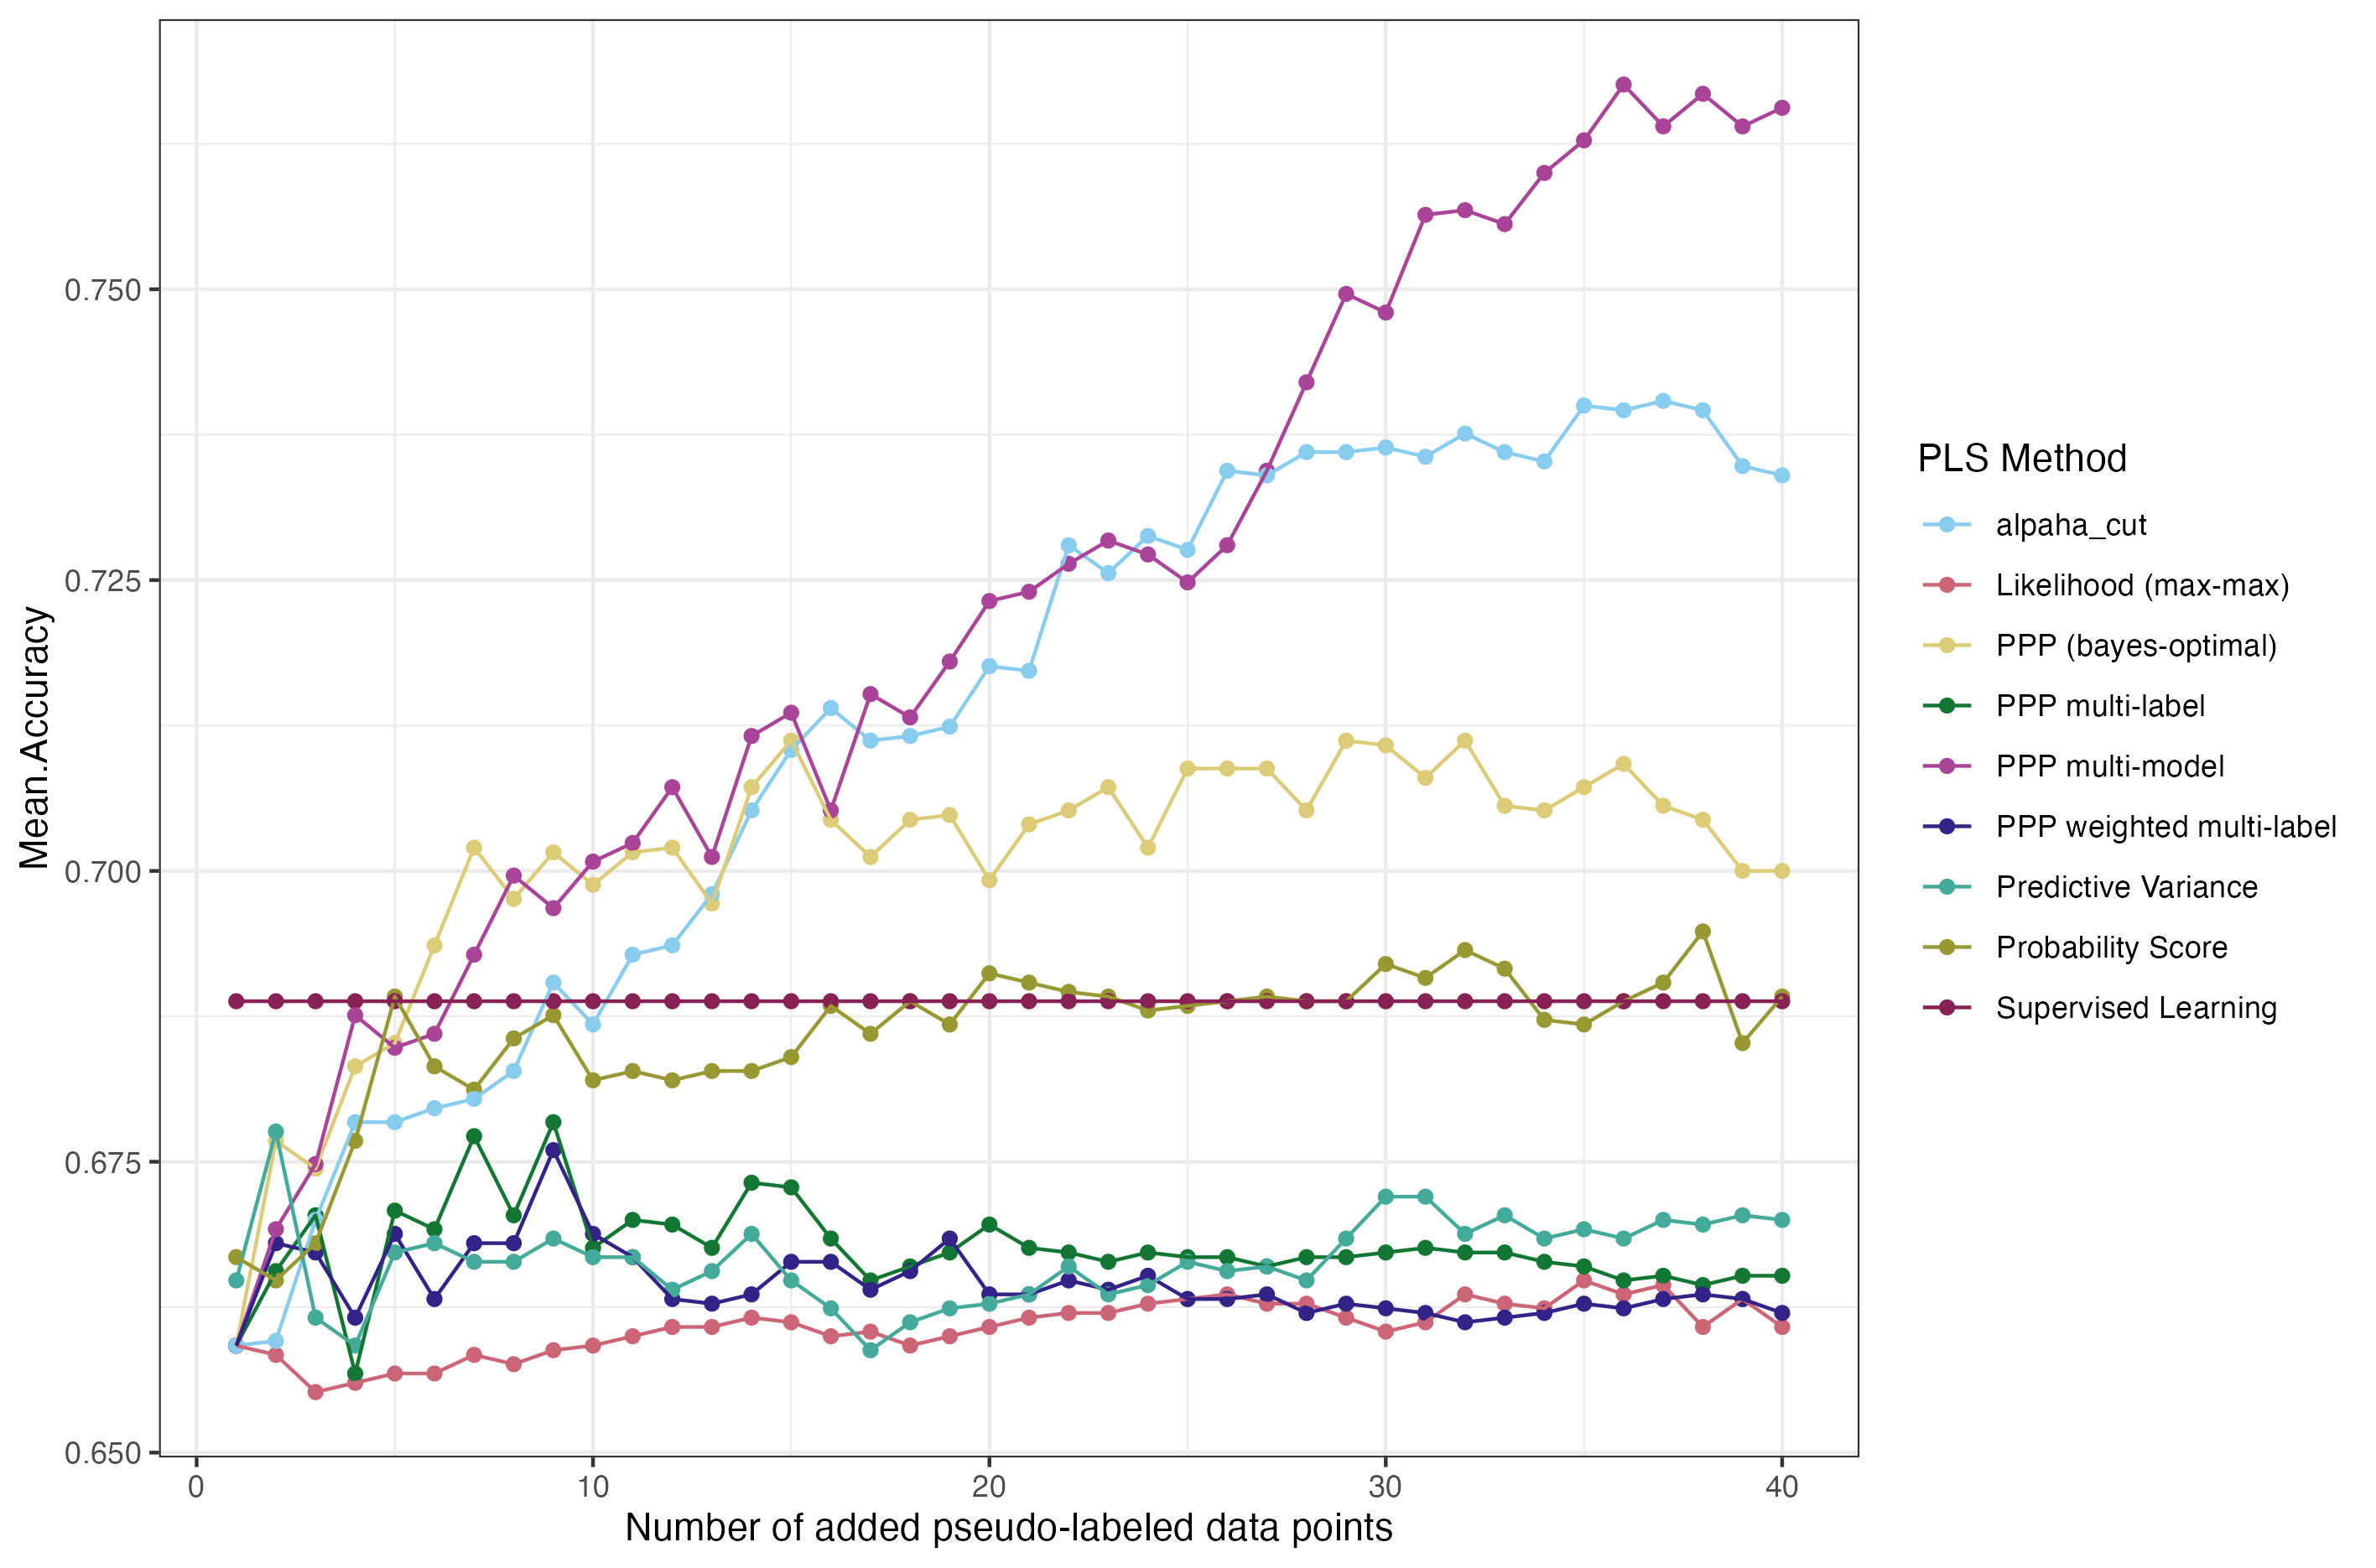 0.750
0.725
0.700
0.675
0.650
Mean.Accuracy
0 10 20 30 40
Number of added pseudo-labeled data points
PLS Method
alpaha_cut
Likelihood (max-max)
PPP (bayes-optimal)
PPP multi-label
PPP multi-model
PPP weighted multi-label
Predictive Variance
Probability Score
Supervised Learning